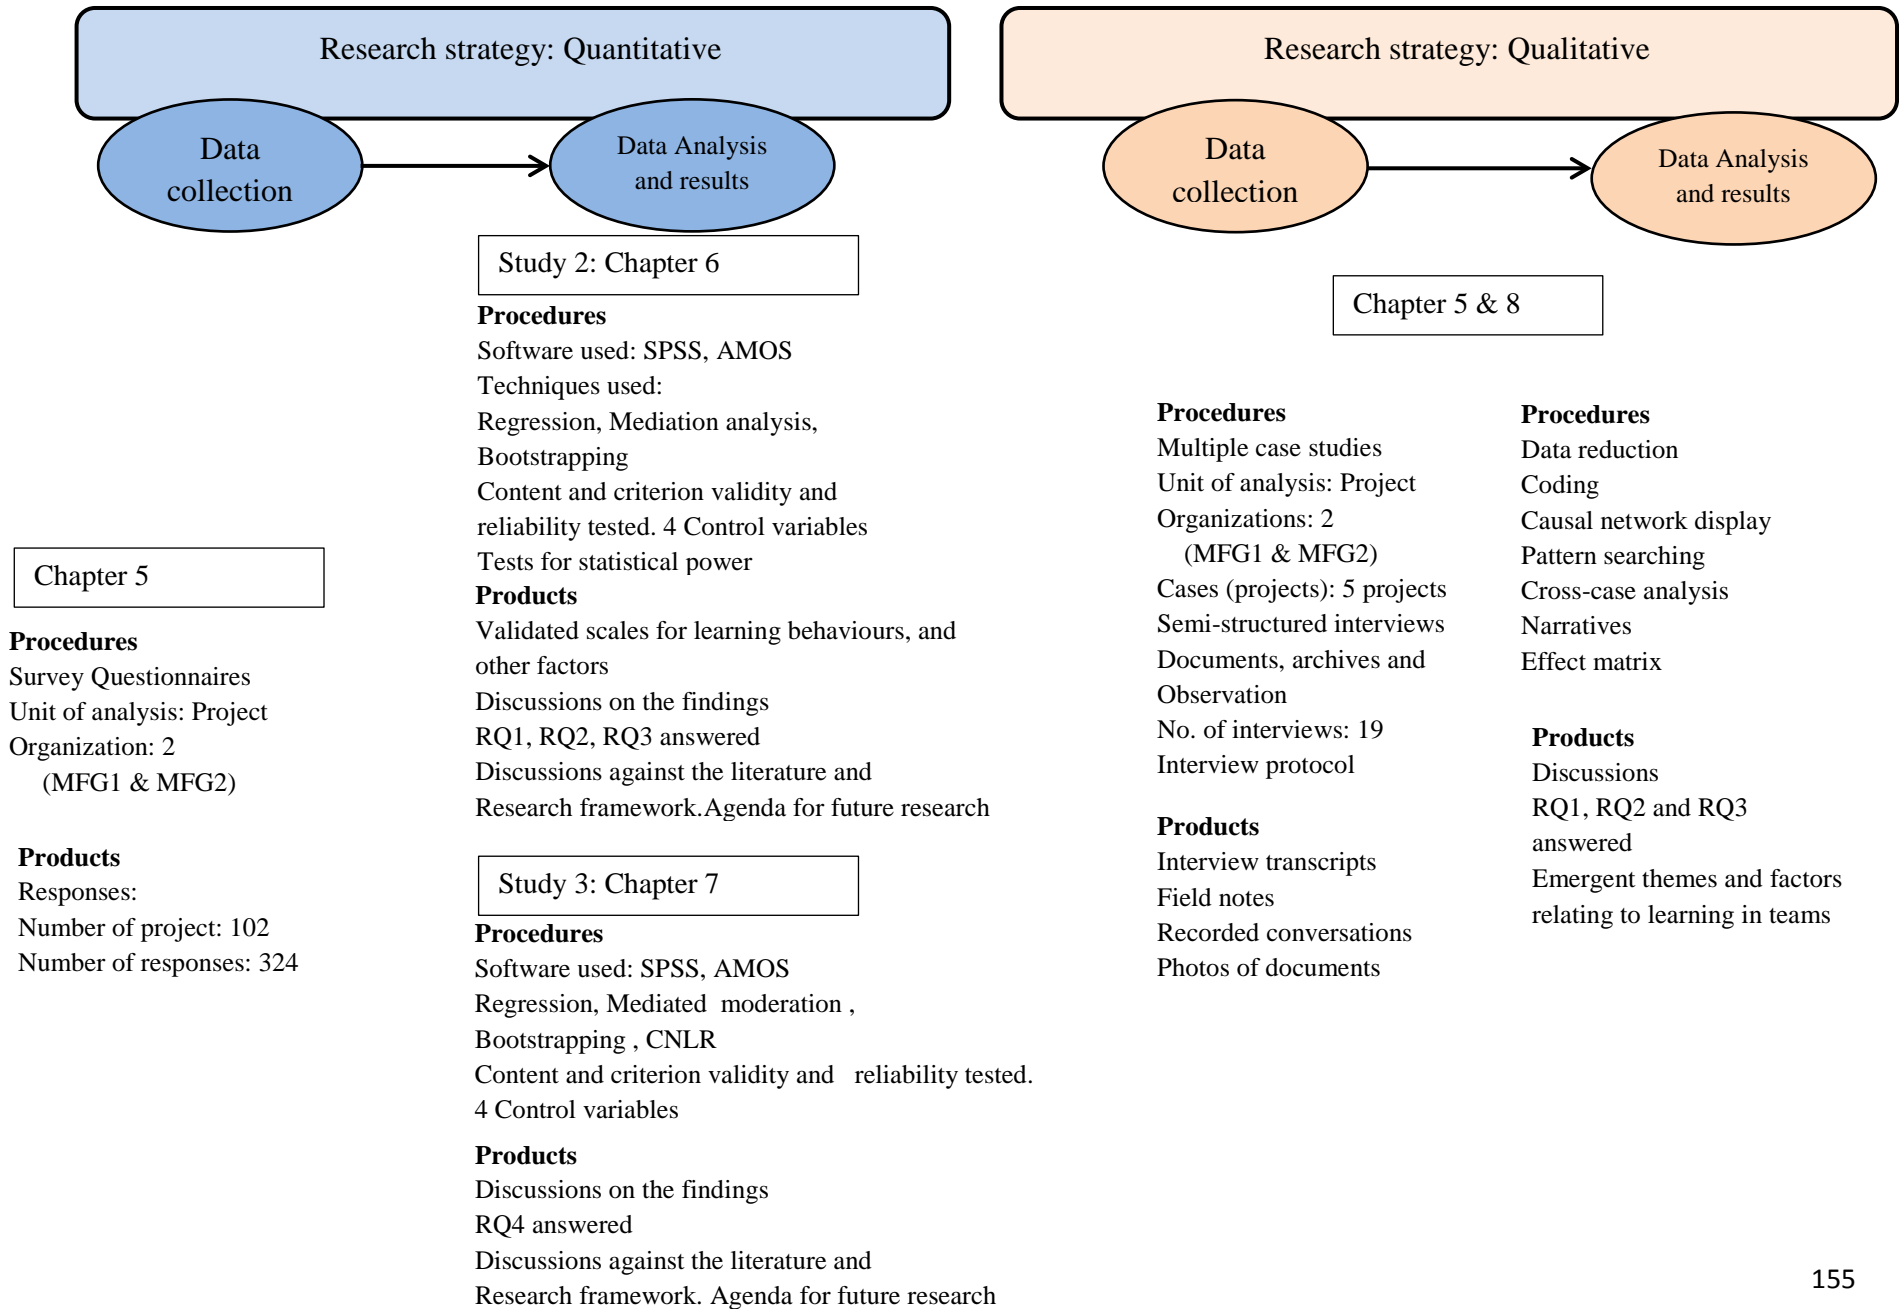 Research strategy: Quantitative
Data
collection
Data Analysis
and results
Chapter 5
Procedures
Survey Questionnaires
Unit of analysis: Project
Organization: 2
(MFG1 & MFG2)
Products
Responses:
Number of project: 102
Number of responses: 324
Study 2: Chapter 6
Procedures
Software used: SPSS, AMOS
Techniques used:
Regression, Mediation analysis,
Bootstrapping
Content and criterion validity and
reliability tested. 4 Control variables
Tests for statistical power
Products
Validated scales for learning behaviours, and
other factors
Discussions on the findings
RQ1, RQ2, RQ3 answered
Discussions against the literature and
Research framework.Agenda for future research
Study 3: Chapter 7
Procedures
Software used: SPSS, AMOS
Regression, Mediated  moderation ,
Bootstrapping , CNLR
Content and criterion validity and   reliability tested.
4 Control variables
Products
Discussions on the findings
RQ4 answered
Discussions against the literature and
Research framework. Agenda for future research
Research strategy: Qualitative
Data
collection
Data Analysis
and results
Chapter 5 & 8
Procedures
Multiple case studies
Unit of analysis: Project
Organizations: 2
(MFG1 & MFG2)
Cases (projects): 5 projects
Semi-structured interviews
Documents, archives and
Observation
No. of interviews: 19
Interview protocol
Products
Interview transcripts
Field notes
Recorded conversations
Photos of documents
Procedures
Data reduction
Coding
Causal network display
Pattern searching
Cross-case analysis
Narratives
Effect matrix
Products
Discussions
RQ1, RQ2 and RQ3
answered
Emergent themes and factors
relating to learning in teams
155